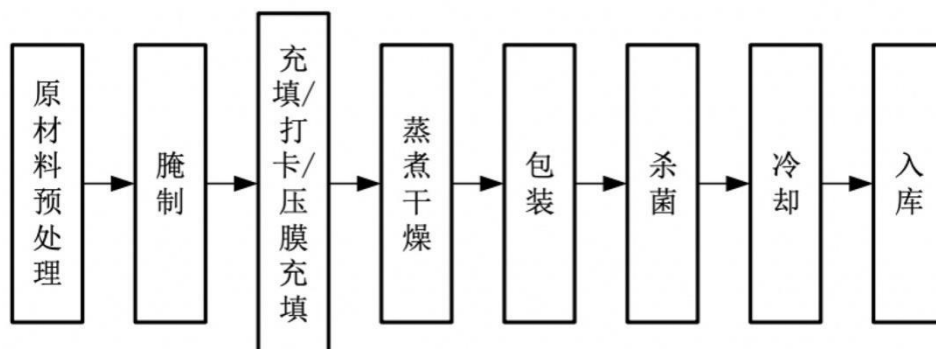 原材料预处理
腌制
充填/打卡/压膜充填
蒸煮干燥
包装
杀菌
冷却
入库